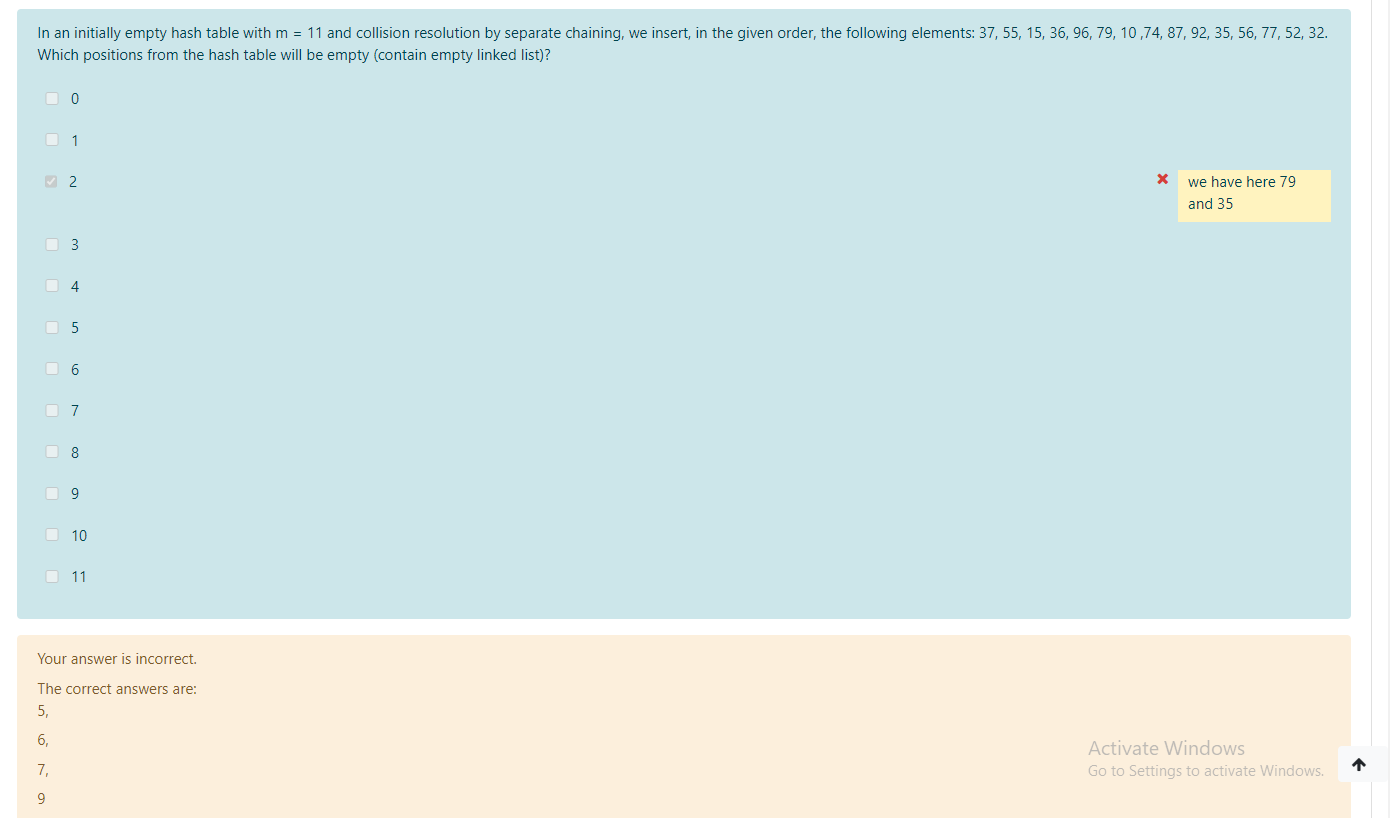 In an initially empty hash table with m = 11 and collision resolution by separate chaining, we insert, in the given order, the following elements: 37, 55, 15, 36, 96, 79, 10 ,74, 87, 92, 35, 56, 77, 52, 32.
Which positions from the hash table will be empty (contain empty linked list)?
0
1
2
we have here 79
and 35
3
4
5
6
7
8
9
10
11
Your answer is incorrect.
The correct answers are:
5,
6,
7,
9
Activate Windows
Go to Settings to activate Windows.